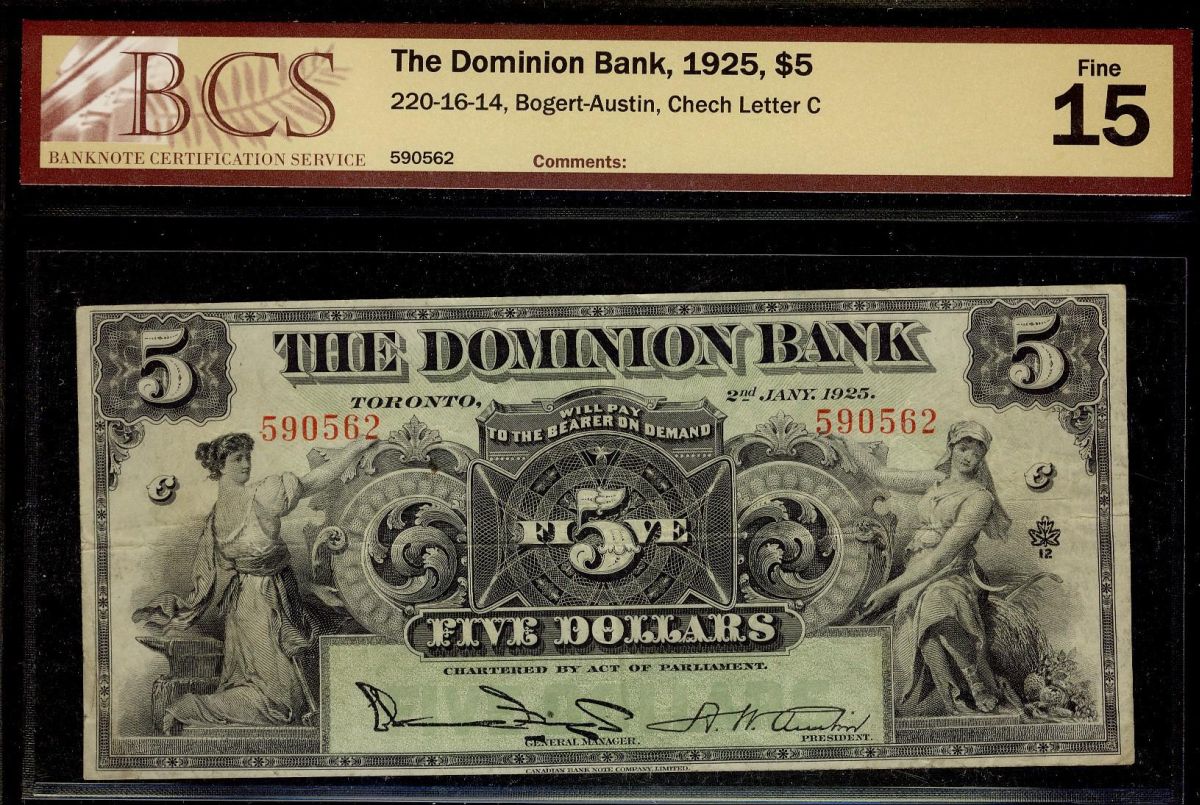 BCS
BANKNOTE CERTIFICATION SERVICE
The Dominion Bank, 1925, $5
220-16-14, Bogert-Austin, Chech Letter C
590562 Comments:
Fine
15
5 THE DOMINION BANK 5
TORONTO, 2nd JANY. 1925.
WILL PAY
TO THE BEARER ON DEMAND
590562 590562
C C
FI5VE
12
FIVE DOLLARS
CHARTERED BY ACT OF PARLIAMENT.
GENERAL MANAGER.
PRESIDENT.
CANADIAN BANK NOTE COMPANY, LIMITED.